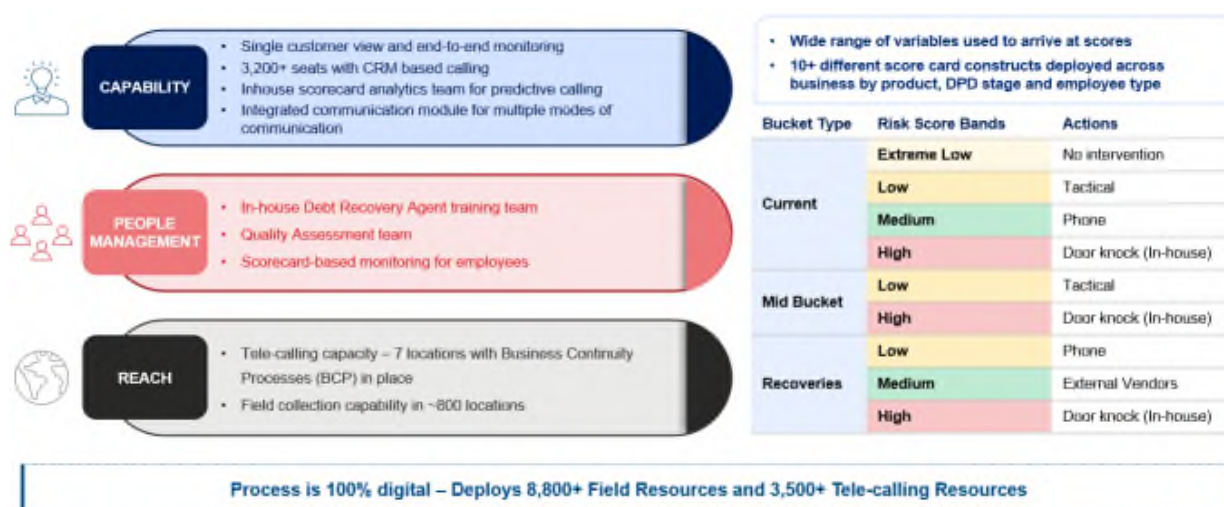 CAPABILITY
• Single customer view and end-to-end monitoring
• 3,200+ seats with CRM based calling
• Inhouse scorecard analytics team for predictive calling
• Integrated communication module for multiple modes of
communication
PEOPLE
MANAGEMENT
• In-house Debt Recovery Agent training team
• Quality Assessment team
• Scorecard-based monitoring for employees
REACH
• Tele-calling capacity – 7 locations with Business Continuity
Processes (BCP) in place
• Field collection capability in ~800 locations
• Wide range of variables used to arrive at scores
• 10+ different score card constructs deployed across
business by product, DPD stage and employee type
Bucket Type Risk Score Bands Actions
Current
Extreme Low No intervention
Low Tactical
Medium Phone
High Door knock (In-house)
Mid Bucket
Low Tactical
High Door knock (In-house)
Recoveries
Low Phone
Medium External Vendors
High Door knock (In-house)
Process is 100% digital – Deploys 8,800+ Field Resources and 3,500+ Tele-calling Resources